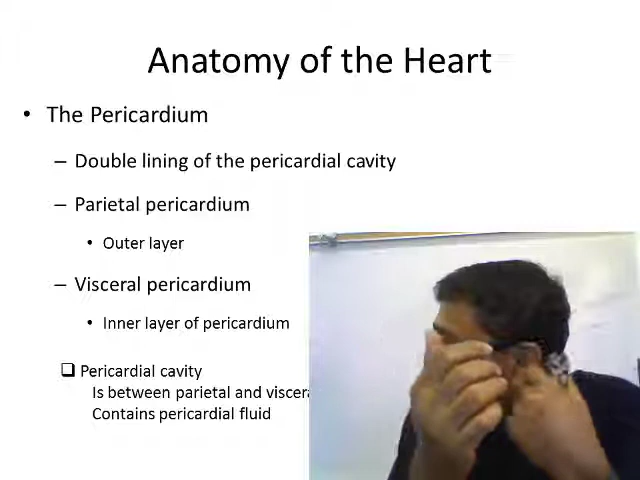 Anatomy of the Heart
• The Pericardium
– Double lining of the pericardial cavity
– Parietal pericardium
• Outer layer
– Visceral pericardium
• Inner layer of pericardium
❑ Pericardial cavity
Is between parietal and viscera
Contains pericardial fluid